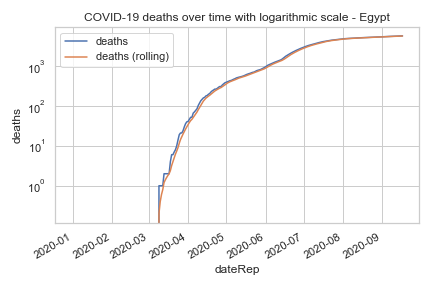 COVID-19 deaths over time with logarithmic scale - Egypt
deaths
deaths (rolling)
10³
10²
10¹
10⁰
deaths
2020-01
2020-02
2020-03
2020-04
2020-05
2020-06
2020-07
2020-08
2020-09
dateRep